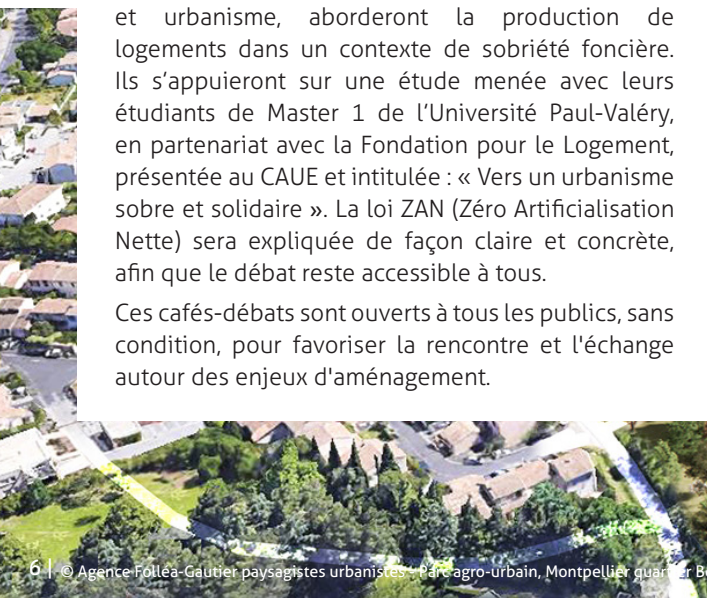 et urbanisme, aborderont la production de
logements dans un contexte de sobriété foncière.
Ils s’appuieront sur une étude menée avec leurs
étudiants de Master 1 de l’Université Paul-Valéry,
en partenariat avec la Fondation pour le Logement,
présentée au CAUE et intitulée : « Vers un urbanisme
sobre et solidaire ». La loi ZAN (Zéro Artificialisation
Nette) sera expliquée de façon claire et concrète,
afin que le débat reste accessible à tous.
Ces cafés-débats sont ouverts à tous les publics, sans
condition, pour favoriser la rencontre et l'échange
autour des enjeux d'aménagement.
6 | © Agence Folléa-Gautier paysagistes urbanistes - Parc agro-urbain, Montpellier quartier